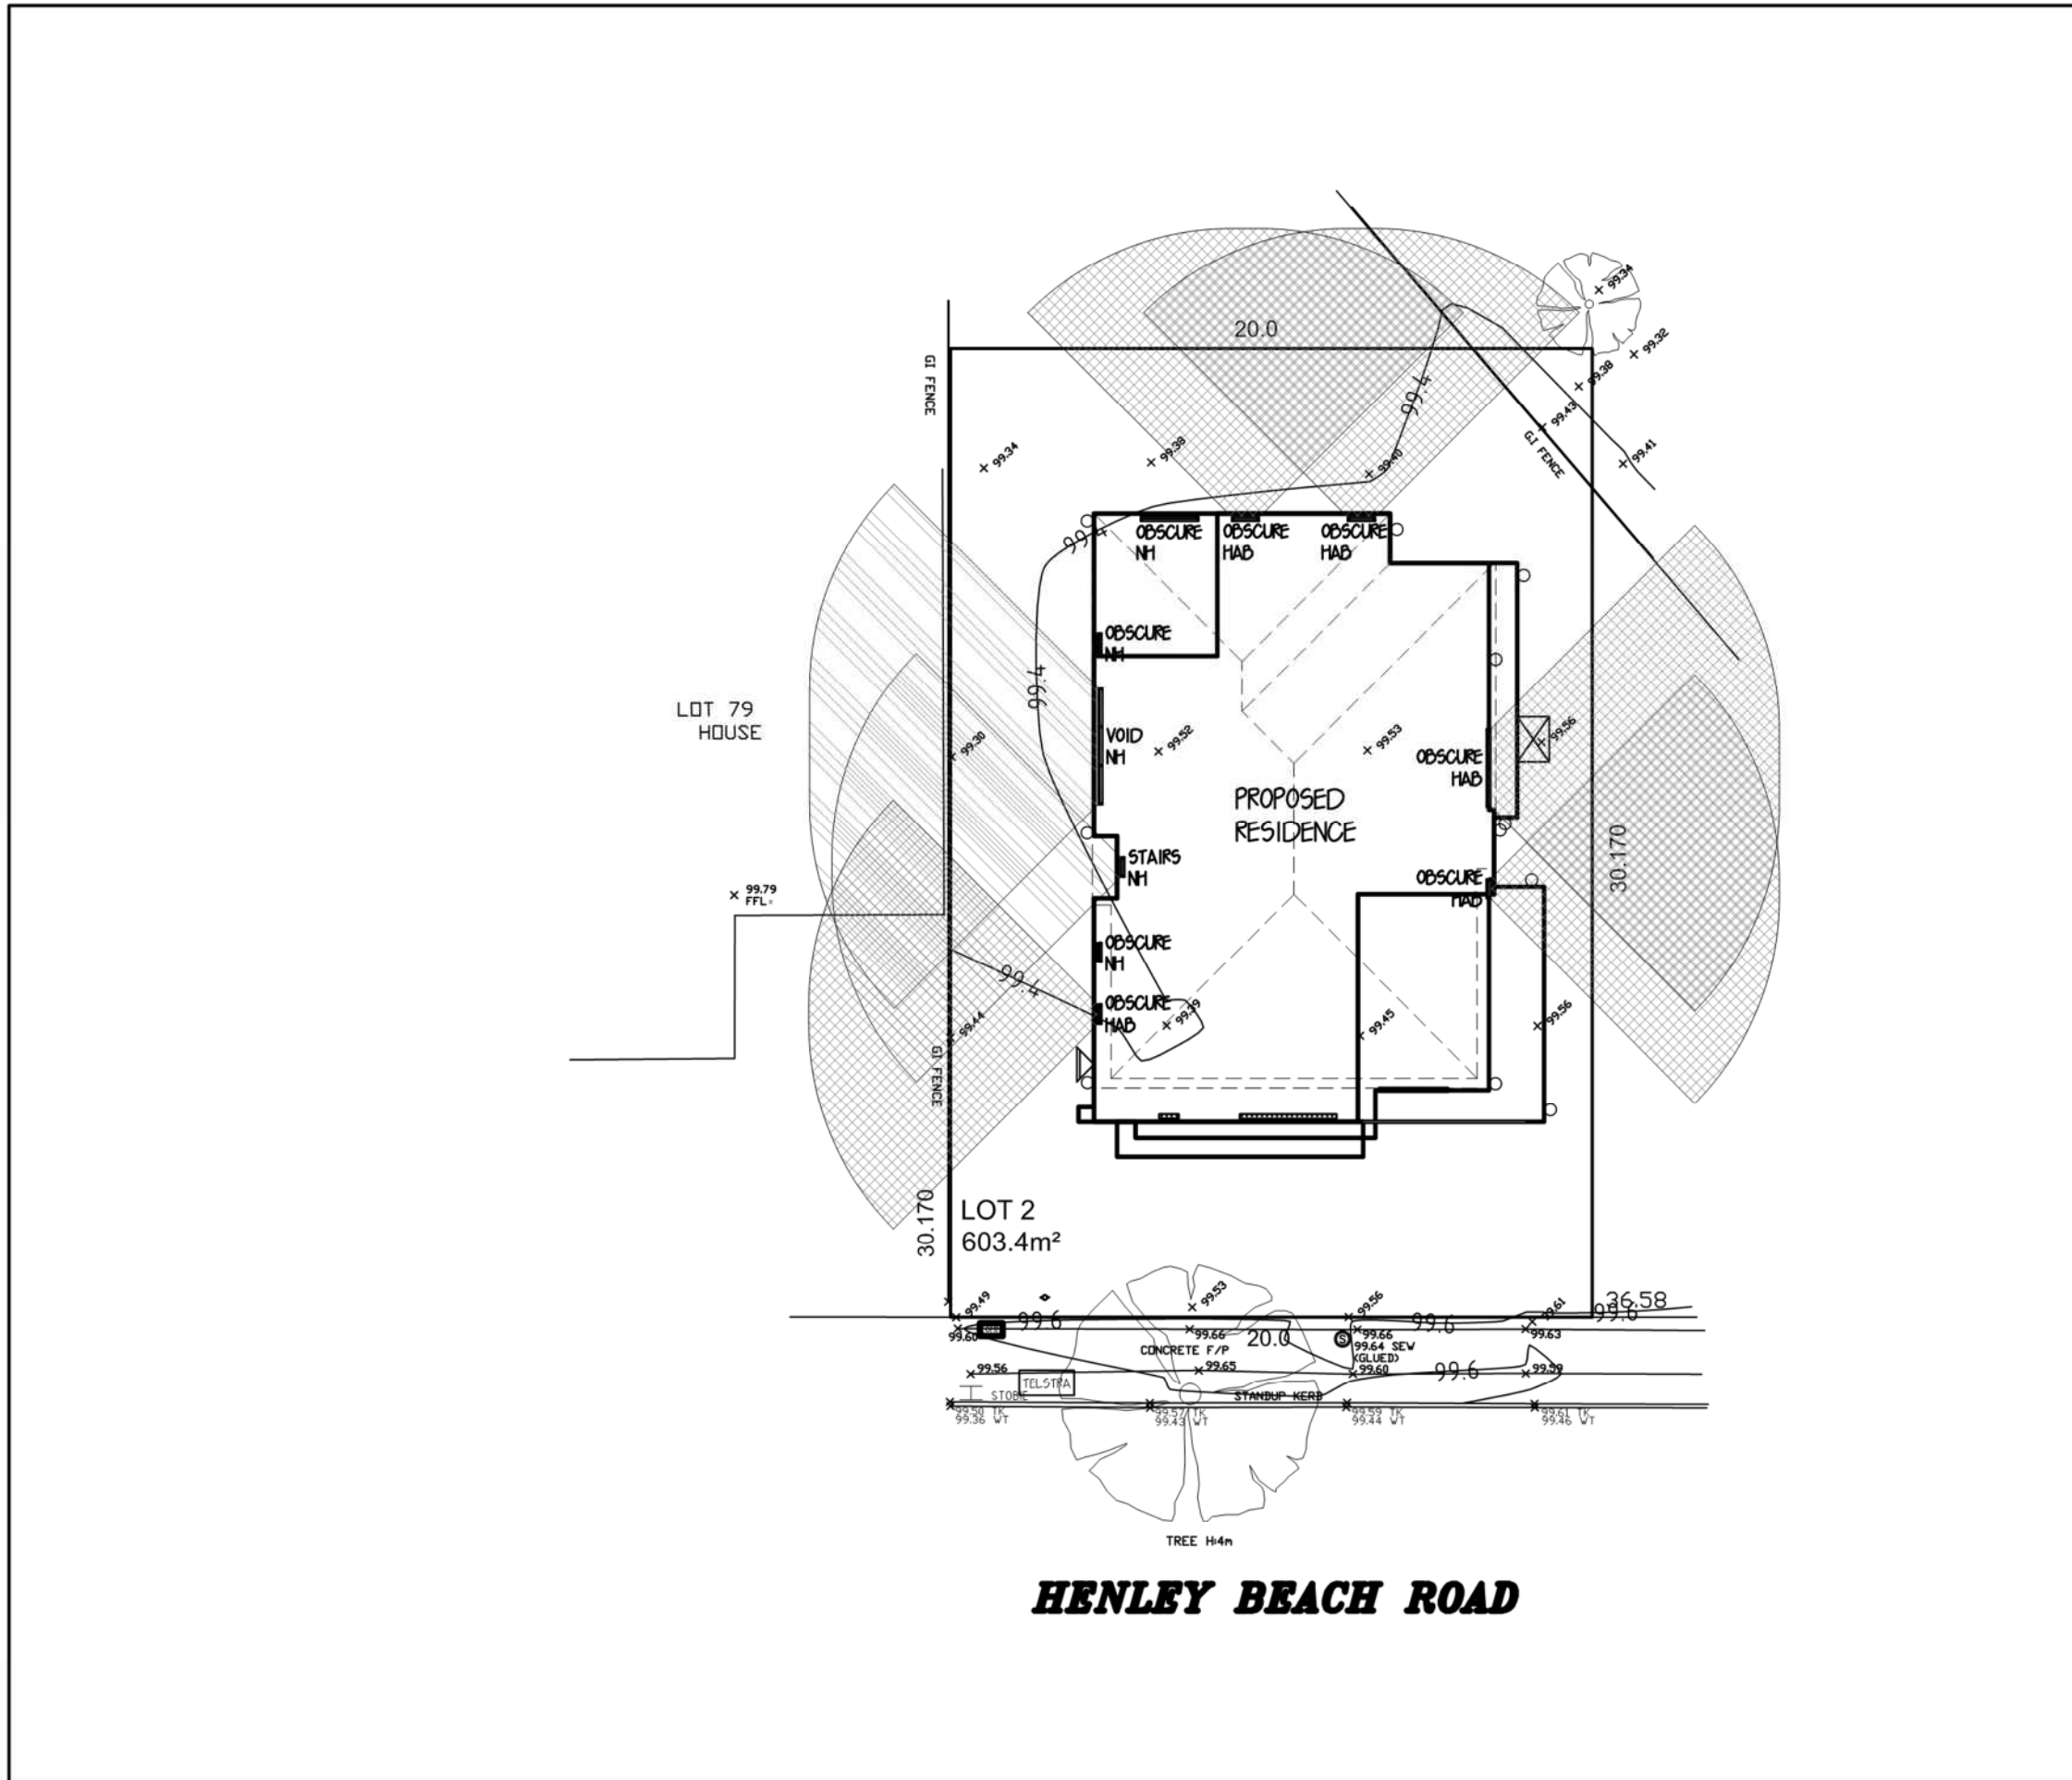 99.34
20.0
99.32
GI FENCE
99.38
99.4
99.43
G.I FENCE
99.41
99.34
99.38
99.40
99.4
OBSCURE
NH
OBSCURE
HAB
OBSCURE
HAB
OBSCURE
NH
99.4
LOT 79
HOUSE
99.30
VOID
NH
99.52
99.53
99.56
OBSCURE
HAB
PROPOSED
RESIDENCE
30.170
STAIRS
NH
OBSCURE
HAB
99.79
FFL=
OBSCURE
NH
99.4
OBSCURE
HAB
99.39
99.44
99.45
99.56
GI FENCE
30.170
LOT 2
603.4m²
99.49
99.6
99.53
99.56
99.6
99.61
36.58
99.6
99.60
99.66
20.0
S
99.66
99.64 SEW
(GLUED)
99.63
CONCRETE F/P
99.56
99.65
99.60
99.6
99.59
TELSTRA
STOBIE
STANDUP KERB
99.50 TK
99.36 WT
99.57 TK
99.43 WT
99.59 TK
99.44 WT
99.61 TK
99.46 WT
TREE H:4m
HENLEY BEACH ROAD